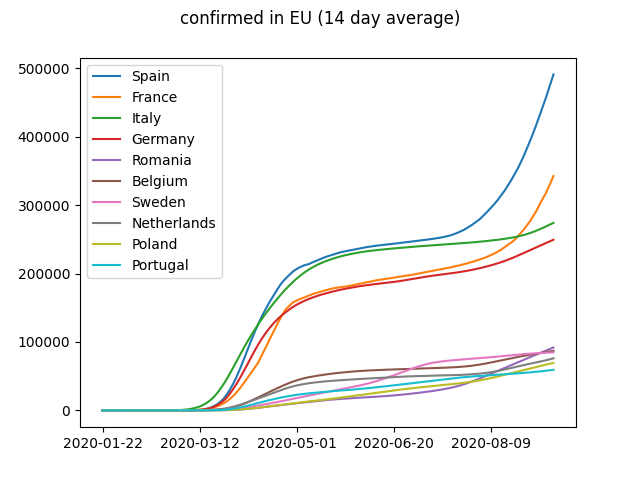 confirmed in EU (14 day average)
500000
400000
300000
200000
100000
0
Spain
France
Italy
Germany
Romania
Belgium
Sweden
Netherlands
Poland
Portugal
2020-01-22 2020-03-12 2020-05-01 2020-06-20 2020-08-09